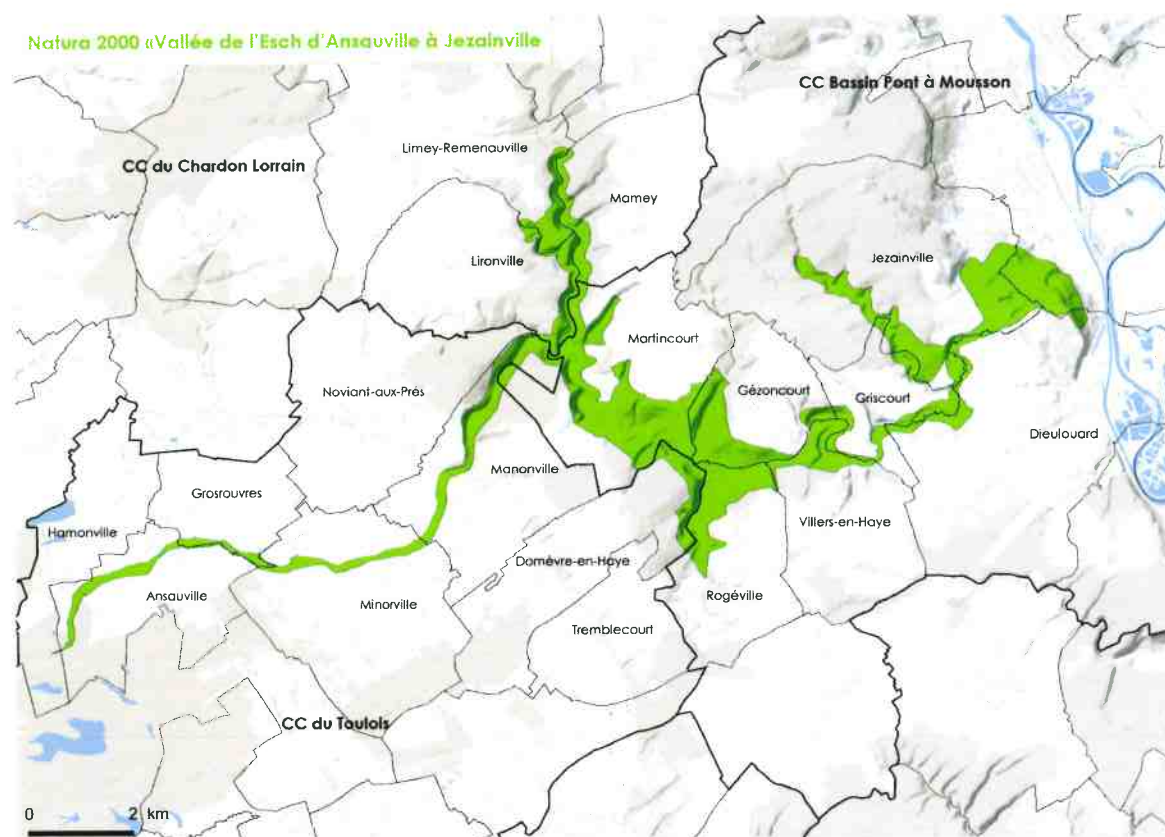 Natura 2000 «Vallée de l'Esch d'Ansauville à Jezainville
CC Bassin Pont à Mousson
CC du Chardon Lorrain
Limey-Remenauville
Mamey
Lironville
Jezainville
Martincourt
Noviant-aux-Prés
Gézoncourt
Griscourt
Dieulouard
Manonville
Grosrouvres
Hamonville
Villers-en-Haye
Domèvre-en-Haye
Ansauville
Minorville
Rogéville
Tremblecourt
CC du Toulois
0 2 km